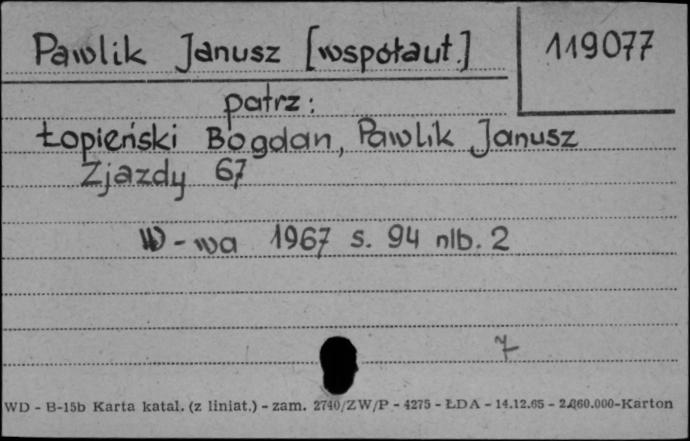 Pawlik Janusz [współaut.]
119077
patrz:
Łopieński Bogdan, Pawlik Janusz
Zjazdy 67
W-wa 1967 s. 94 nlb. 2
7
WD - B-15b Karta katal. (z liniat.) - zam. 2740/ZW/P - 4275 - ŁDA - 14.12.65 - 2.060.000-Karton